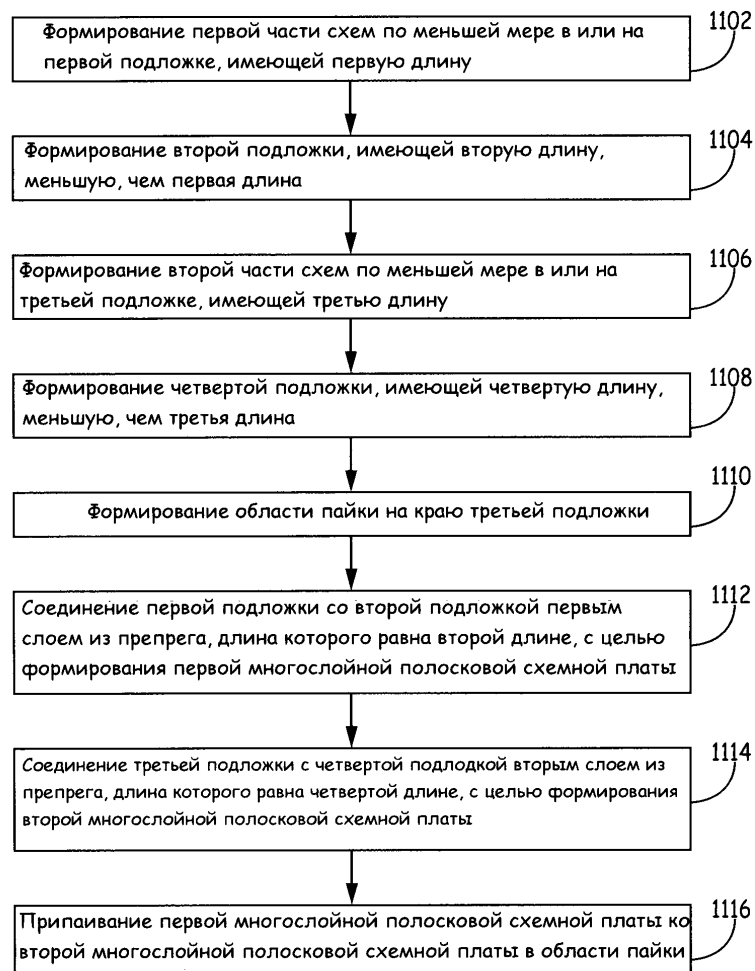 1102
Формирование первой части схем по меньшей мере в или на
первой подложке, имеющей первую длину
1104
Формирование второй подложки, имеющей вторую длину,
меньшую, чем первая длина
1106
Формирование второй части схем по меньшей мере в или на
третьей подложке, имеющей третью длину
1108
Формирование четвертой подложки, имеющей четвертую длину,
меньшую, чем третья длина
1110
Формирование области пайки на краю третьей подложки
1112
Соединение первой подложки со второй подложкой первым
слоем из препрега, длина которого равна второй длине, с целью
формирования первой многослойной полосковой схемной платы
1114
Соединение третьей подложки с четвертой подлодкой вторым слоем из
препрега, длина которого равна четвертой длине, с целью формирования
второй многослойной полосковой схемной платы
1116
Припаивание первой многослойной полосковой схемной платы ко
второй многослойной полосковой схемной платы в области пайки